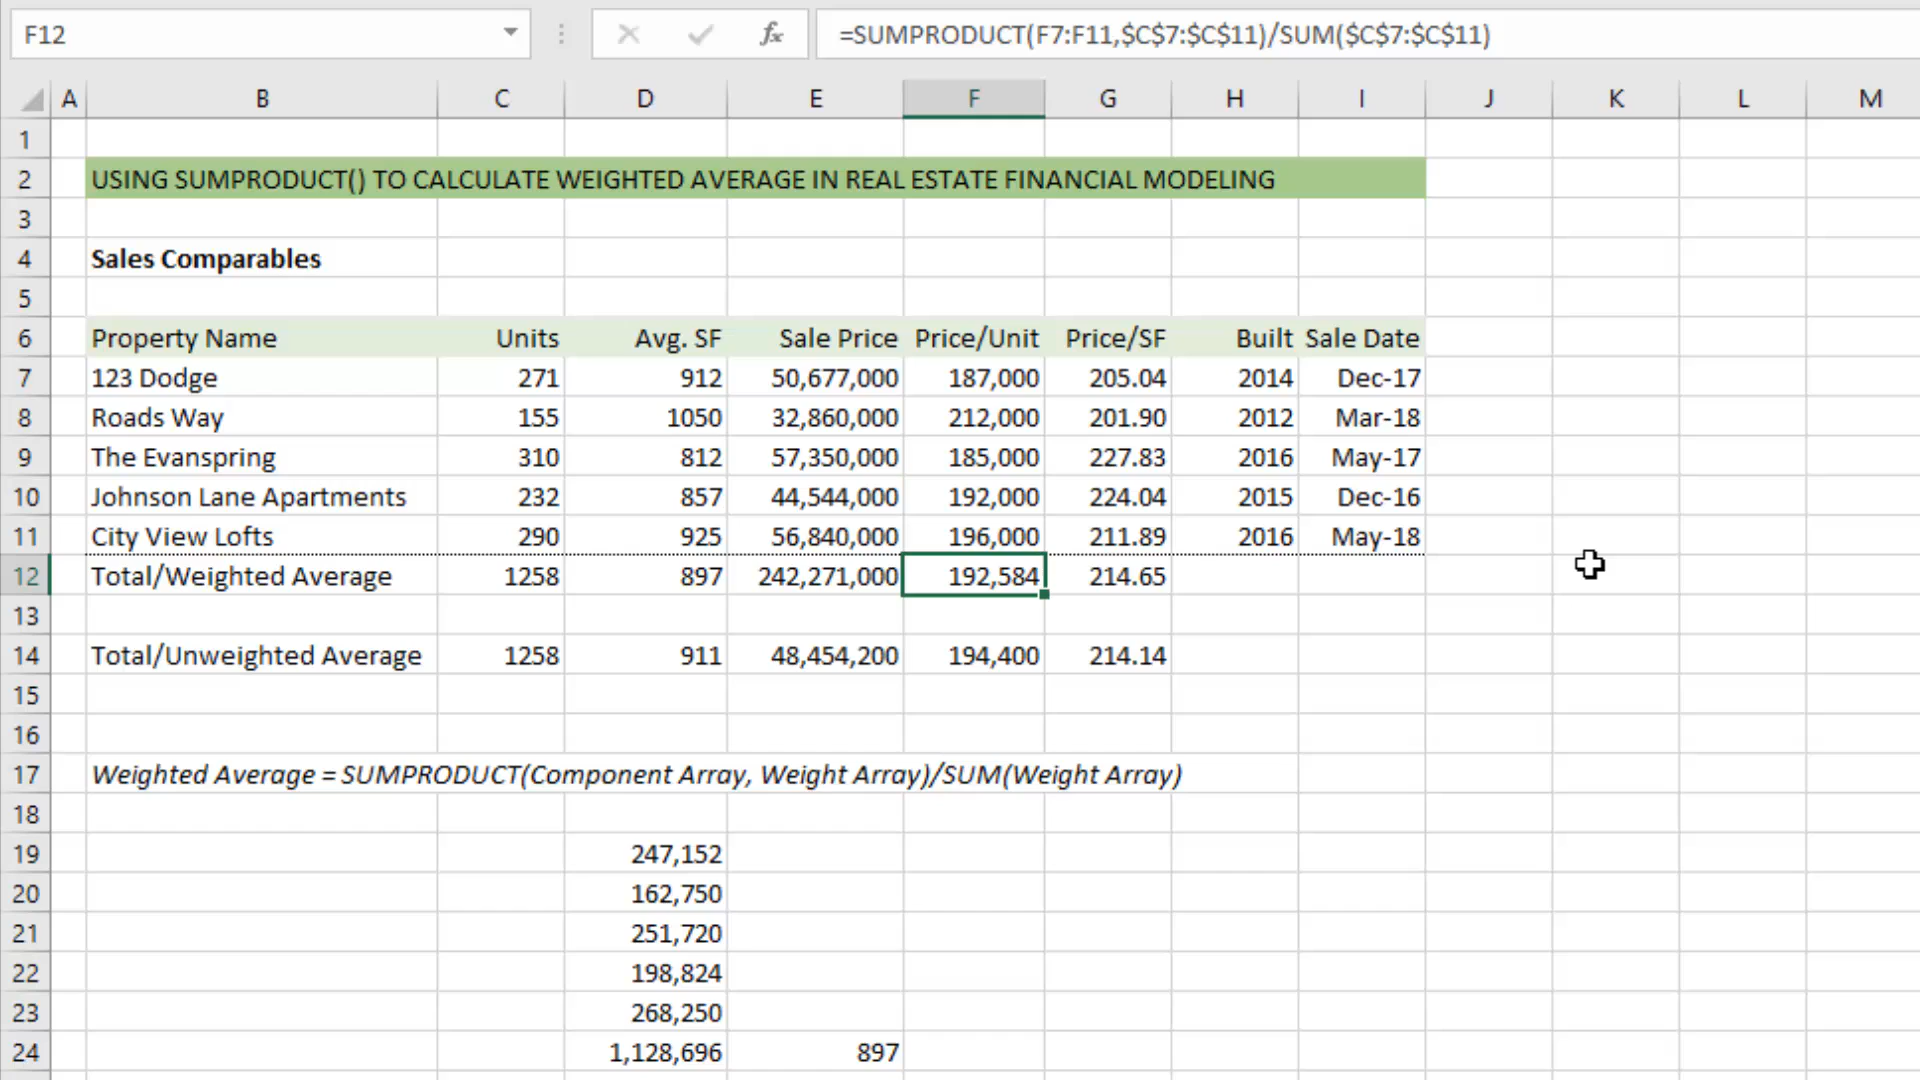 F12 fx =SUMPRODUCT(F7:F11,$C$7:$C$11)/SUM($C$7:$C$11)
A B C D E F G H I J K L M
1
2 USING SUMPRODUCT() TO CALCULATE WEIGHTED AVERAGE IN REAL ESTATE FINANCIAL MODELING
3
4 Sales Comparables
5
6 Property Name Units Avg. SF Sale Price Price/Unit Price/SF Built Sale Date
7 123 Dodge 271 912 50,677,000 187,000 205.04 2014 Dec-17
8 Roads Way 155 1050 32,860,000 212,000 201.90 2012 Mar-18
9 The Evanspring 310 812 57,350,000 185,000 227.83 2016 May-17
10 Johnson Lane Apartments 232 857 44,544,000 192,000 224.04 2015 Dec-16
11 City View Lofts 290 925 56,840,000 196,000 211.89 2016 May-18
12 Total/Weighted Average 1258 897 242,271,000 192,584 214.65
13
14 Total/Unweighted Average 1258 911 48,454,200 194,400 214.14
15
16
17 Weighted Average = SUMPRODUCT(Component Array, Weight Array)/SUM(Weight Array)
18
19 247,152
20 162,750
21 251,720
22 198,824
23 268,250
24 1,128,696 897